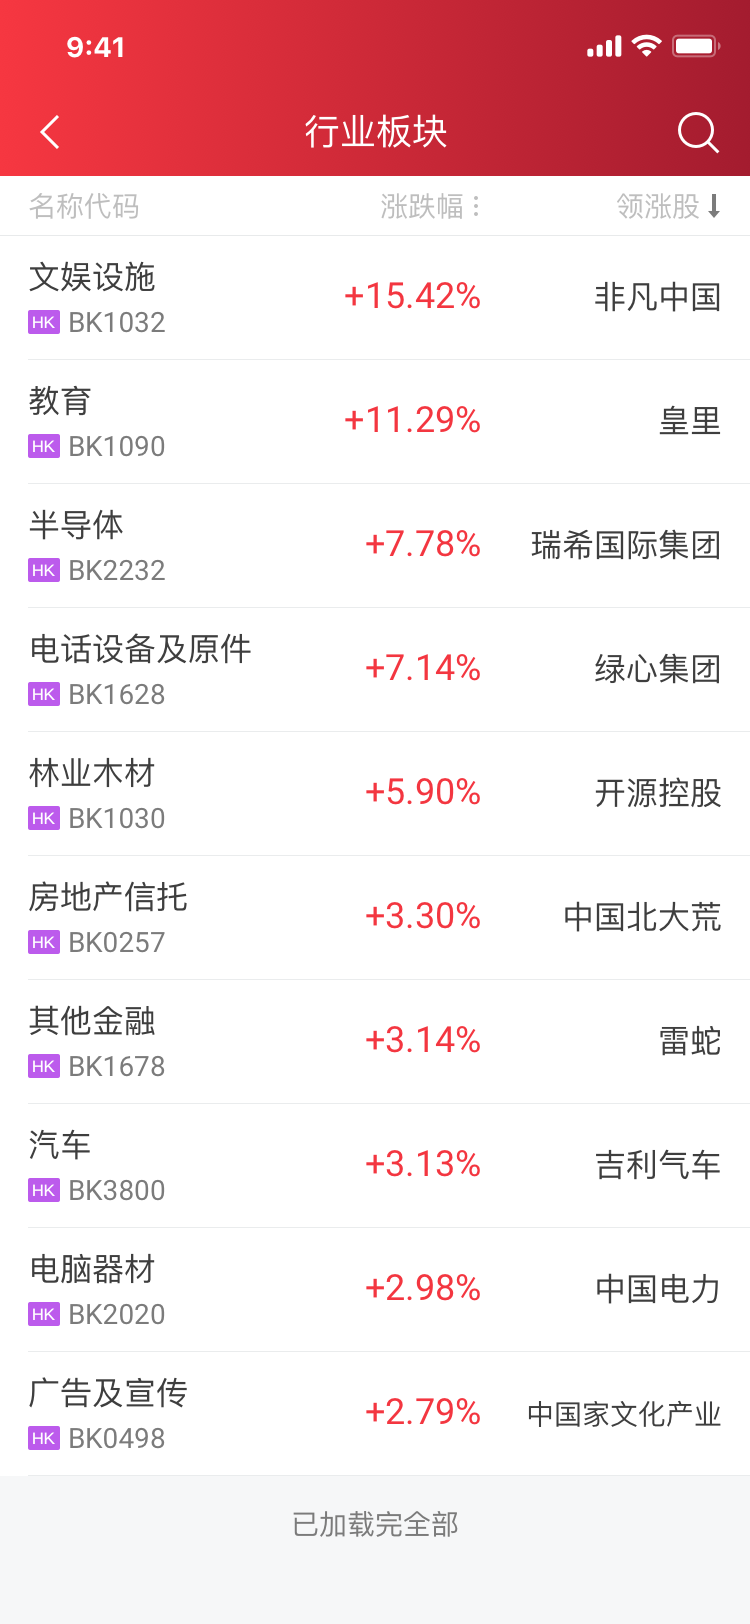 9:41
行业板块
名称代码 涨跌幅 领涨股
文娱设施
HK BK1032
+15.42%
非凡中国
教育
HK BK1090
+11.29%
皇里
半导体
HK BK2232
+7.78%
瑞希国际集团
电话设备及原件
HK BK1628
+7.14%
绿心集团
林业木材
HK BK1030
+5.90%
开源控股
房地产信托
HK BK0257
+3.30%
中国北大荒
其他金融
HK BK1678
+3.14%
雷蛇
汽车
HK BK3800
+3.13%
吉利气车
电脑器材
HK BK2020
+2.98%
中国电力
广告及宣传
HK BK0498
+2.79%
中国家文化产业
已加载完全部